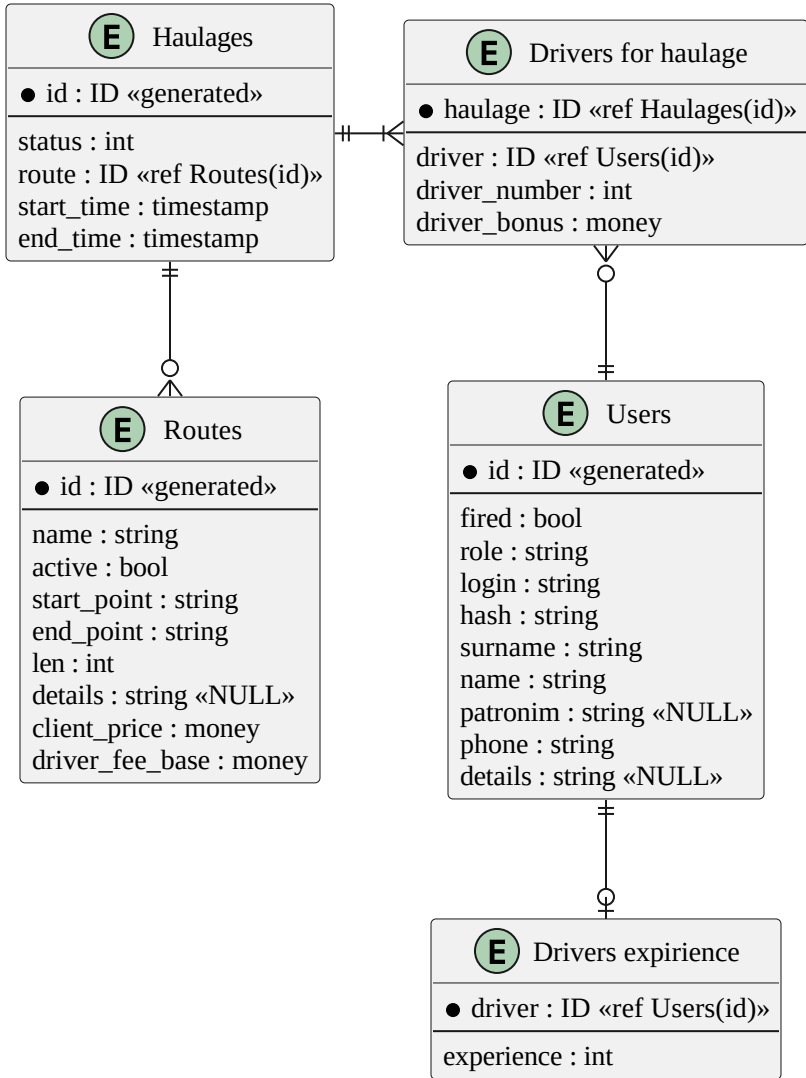 E Haulages
id : ID «generated»
status : int
route : ID «ref Routes(id)»
start_time : timestamp
end_time : timestamp
E Drivers for haulage
haulage : ID «ref Haulages(id)»
driver : ID «ref Users(id)»
driver_number : int
driver_bonus : money
E Routes
id : ID «generated»
name : string
active : bool
start_point : string
end_point : string
len : int
details : string «NULL»
client_price : money
driver_fee_base : money
E Users
id : ID «generated»
fired : bool
role : string
login : string
hash : string
surname : string
name : string
patronim : string «NULL»
phone : string
details : string «NULL»
E Drivers expirience
driver : ID «ref Users(id)»
experience : int